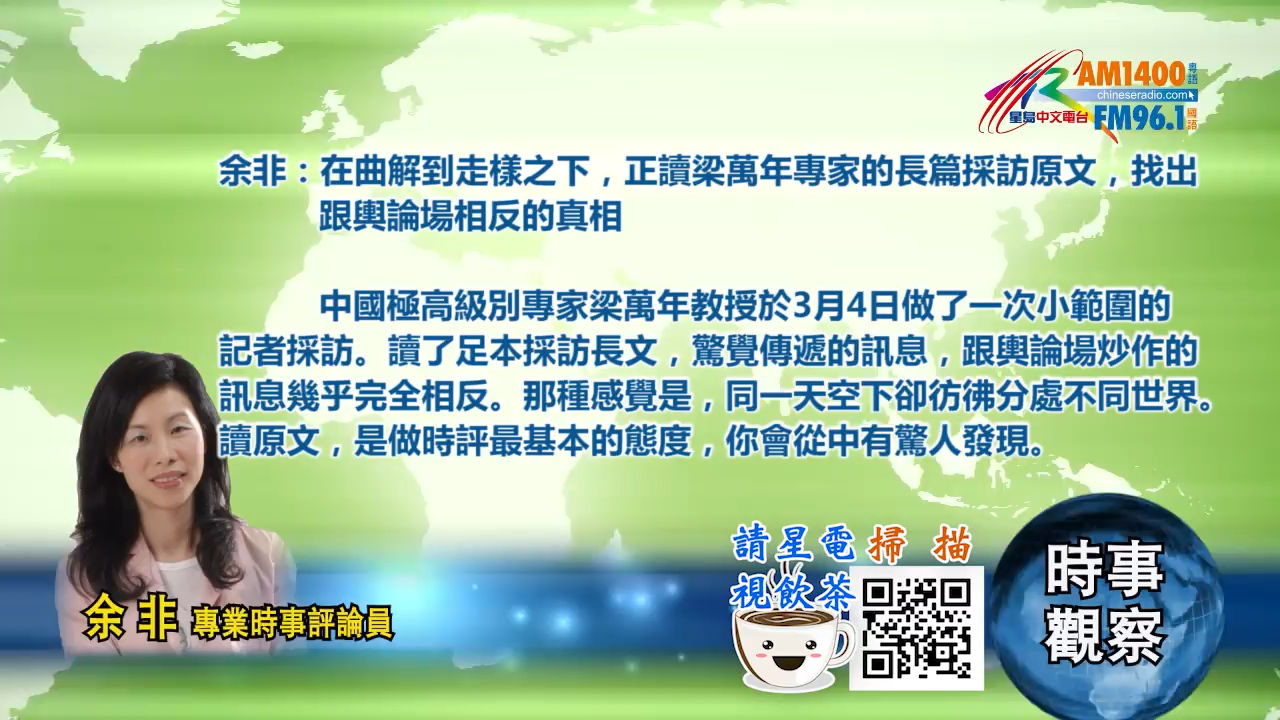 AM1400 粵語
chineseradio.com
星島中文電台 FM96.1 國語
余非：在曲解到走樣之下，正讀梁萬年專家的長篇採訪原文，找出
跟輿論場相反的真相
中國極高級別專家梁萬年教授於3月4日做了一次小範圍的
記者採訪。讀了足本採訪長文，驚覺傳遞的訊息，跟輿論場炒作的
訊息幾乎完全相反。那種感覺是，同一天空下卻彷彿分處不同世界。
讀原文，是做時評最基本的態度，你會從中有驚人發現。
請星電掃描
視飲茶
時事
觀察
余非 專業時事評論員